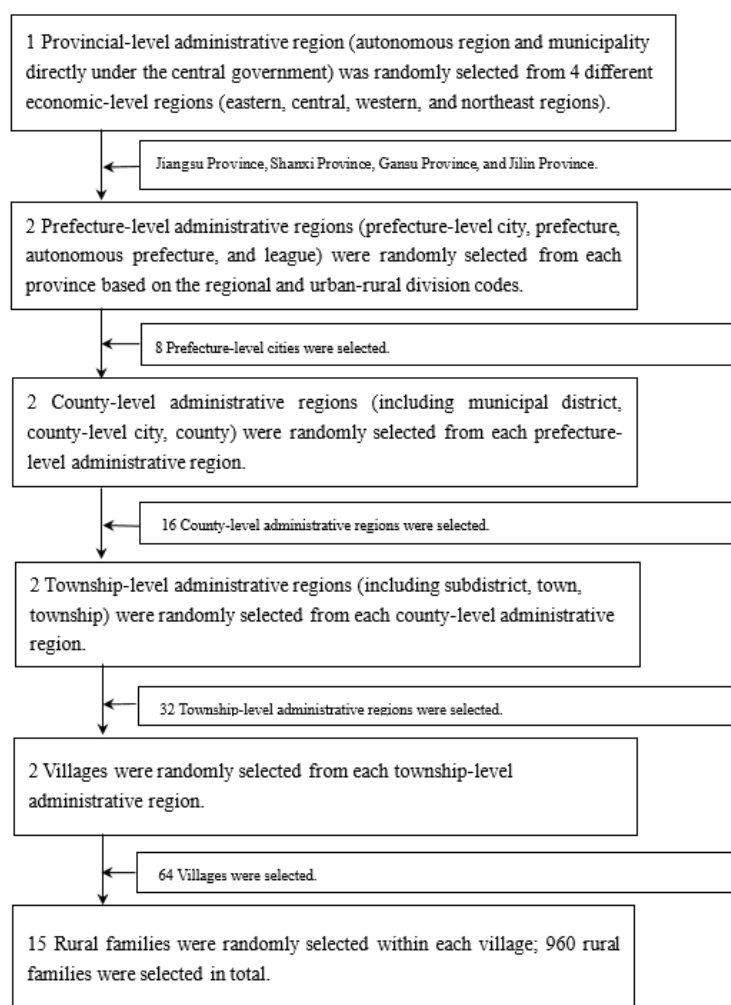 1 Provincial-level administrative region (autonomous region and municipality
directly under the central government) was randomly selected from 4 different
economic-level regions (eastern, central, western, and northeast regions).
Jiangsu Province, Shanxi Province, Gansu Province, and Jilin Province.
2 Prefecture-level administrative regions (prefecture-level city, prefecture,
autonomous prefecture, and league) were randomly selected from each
province based on the regional and urban-rural division codes.
8 Prefecture-level cities were selected.
2 County-level administrative regions (including municipal district,
county-level city, county) were randomly selected from each prefecture-
level administrative region.
16 County-level administrative regions were selected.
2 Township-level administrative regions (including subdistrict, town,
township) were randomly selected from each county-level administrative
region.
32 Township-level administrative regions were selected.
2 Villages were randomly selected from each township-level
administrative region.
64 Villages were selected.
15 Rural families were randomly selected within each village; 960 rural
families were selected in total.